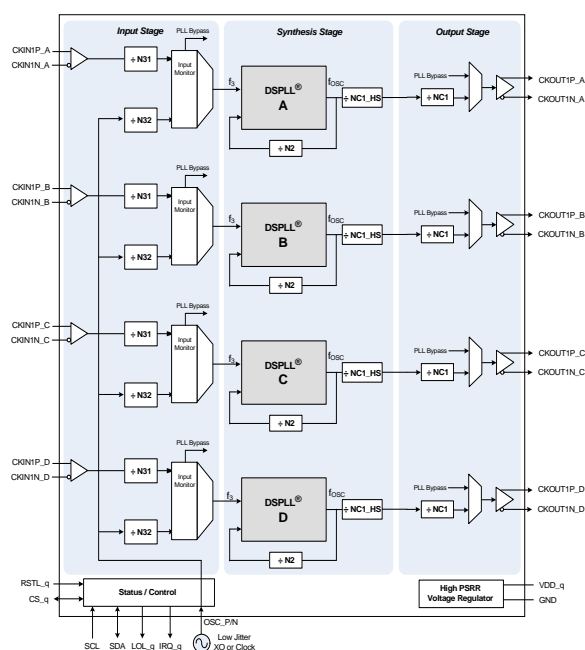 Input Stage
Synthesis Stage
Output Stage
CKIN1P_A
CKIN1N_A
÷ N31
÷ N32
Input Monitor
PLL Bypass
f3
DSPLL® A
fOSC
÷ N2
÷ NC1_HS
PLL Bypass
÷ NC1
CKOUT1P_A
CKOUT1N_A
CKIN1P_B
CKIN1N_B
÷ N31
÷ N32
Input Monitor
PLL Bypass
f3
DSPLL® B
fOSC
÷ N2
÷ NC1_HS
PLL Bypass
÷ NC1
CKOUT1P_B
CKOUT1N_B
CKIN1P_C
CKIN1N_C
÷ N31
÷ N32
Input Monitor
PLL Bypass
f3
DSPLL® C
fOSC
÷ N2
÷ NC1_HS
PLL Bypass
÷ NC1
CKOUT1P_C
CKOUT1N_C
CKIN1P_D
CKIN1N_D
÷ N31
÷ N32
Input Monitor
PLL Bypass
f3
DSPLL® D
fOSC
÷ N2
÷ NC1_HS
PLL Bypass
÷ NC1
CKOUT1P_D
CKOUT1N_D
RSTL_q
CS_q
Status / Control
High PSRR
Voltage Regulator
VDD_q
GND
OSC_P/N
SCL
SDA
LOL_q
IRQ_q
Low Jitter
XO or Clock